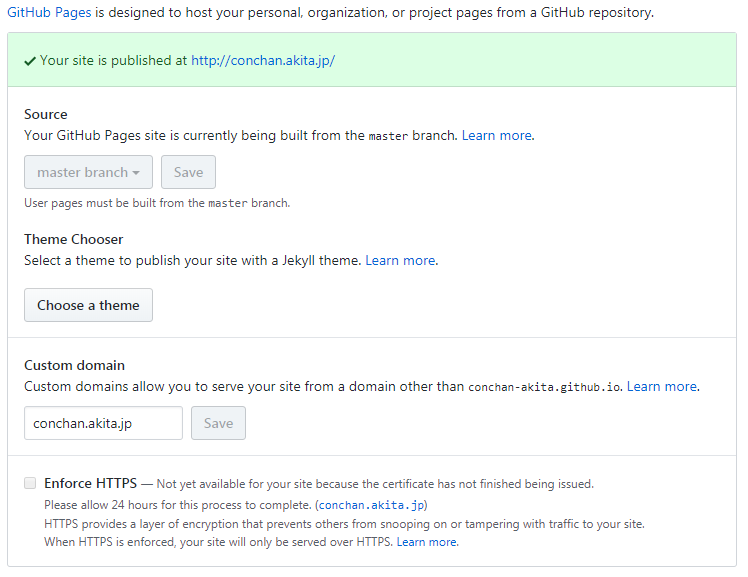 GitHub Pages is designed to host your personal, organization, or project pages from a GitHub repository.
Your site is published at http://conchan.akita.jp/
Source
Your GitHub Pages site is currently being built from the master branch. Learn more.
master branch
Save
User pages must be built from the master branch.
Theme Chooser
Select a theme to publish your site with a Jekyll theme. Learn more.
Choose a theme
Custom domain
Custom domains allow you to serve your site from a domain other than conchan-akita.github.io. Learn more.
conchan.akita.jp
Save
Enforce HTTPS — Not yet available for your site because the certificate has not finished being issued.
Please allow 24 hours for this process to complete. (conchan.akita.jp)
HTTPS provides a layer of encryption that prevents others from snooping on or tampering with traffic to your site.
When HTTPS is enforced, your site will only be served over HTTPS. Learn more.